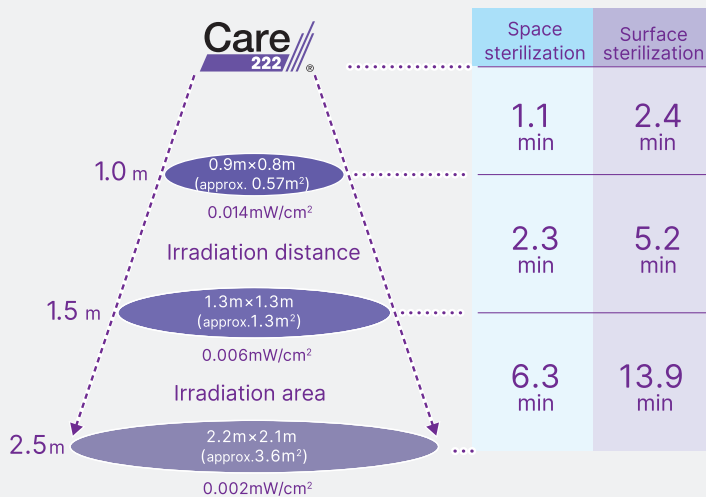 Care
222
®
Space
sterilization
Surface
sterilization
1.1
min
2.4
min
1.0 m
0.9m×0.8m
(approx. 0.57m²)
0.014mW/cm²
Irradiation distance
2.3
min
5.2
min
1.5 m
1.3m×1.3m
(approx.1.3m²)
0.006mW/cm²
Irradiation area
6.3
min
13.9
min
2.5m
2.2m×2.1m
(approx.3.6m²)
0.002mW/cm²